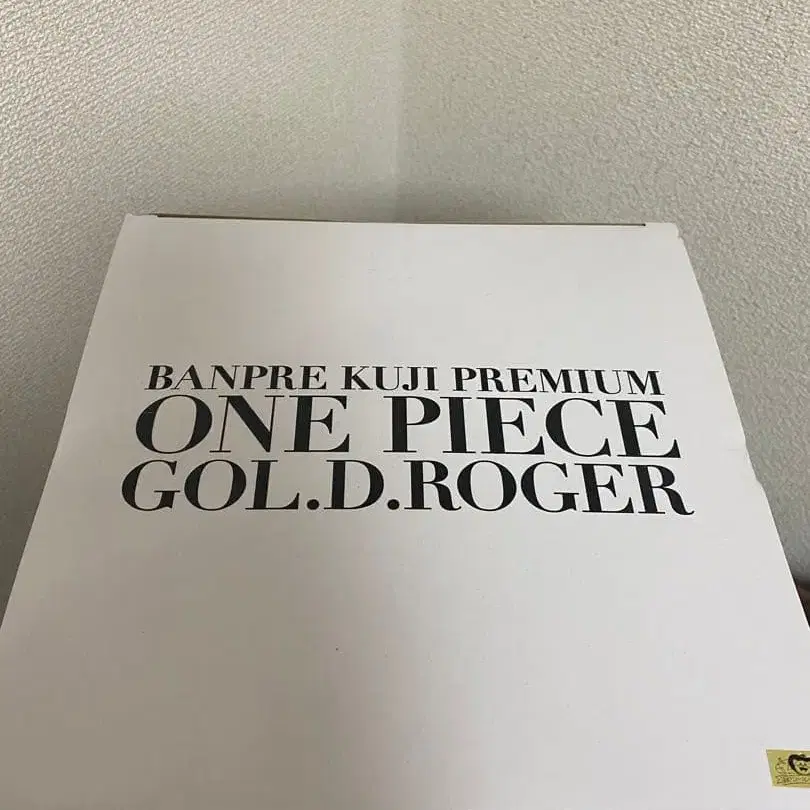 BANPRE KUJI PREMIUM
ONE PIECE
GOL.D.ROGER